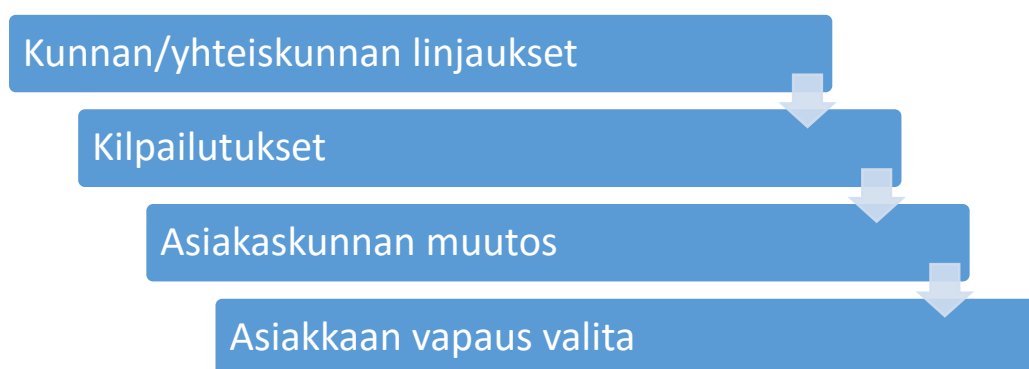 Kunnan/yhteiskunnan linjaukset
Kilpailutukset
Asiakaskunnan muutos
Asiakkaan vapaus valita